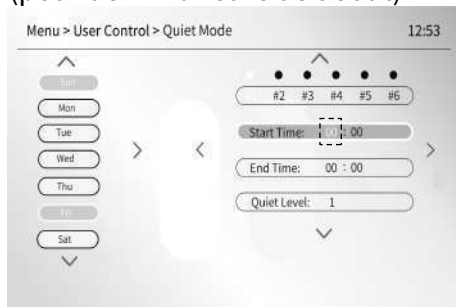 Menu > User Control > Quiet Mode 12:53
Sun
Mon
Tue
Wed
Thu
Fri
Sat
#2 #3 #4 #5 #6
Start Time: 00 : 00
End Time: 00 : 00
Quiet Level: 1